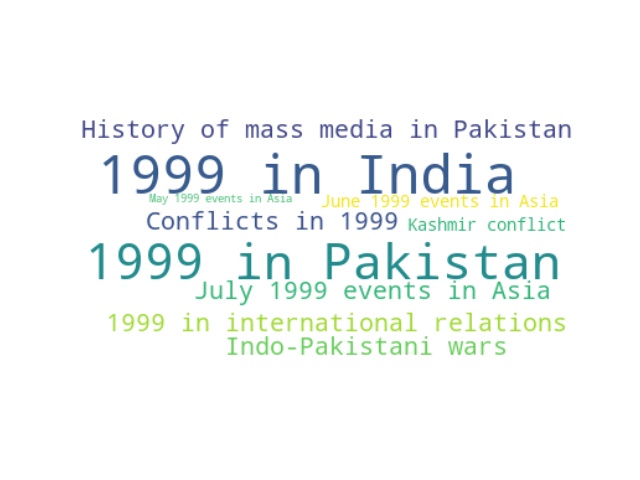 History of mass media in Pakistan
1999 in India
May 1999 events in Asia
June 1999 events in Asia
Conflicts in 1999
Kashmir conflict
1999 in Pakistan
July 1999 events in Asia
1999 in international relations
Indo-Pakistani wars